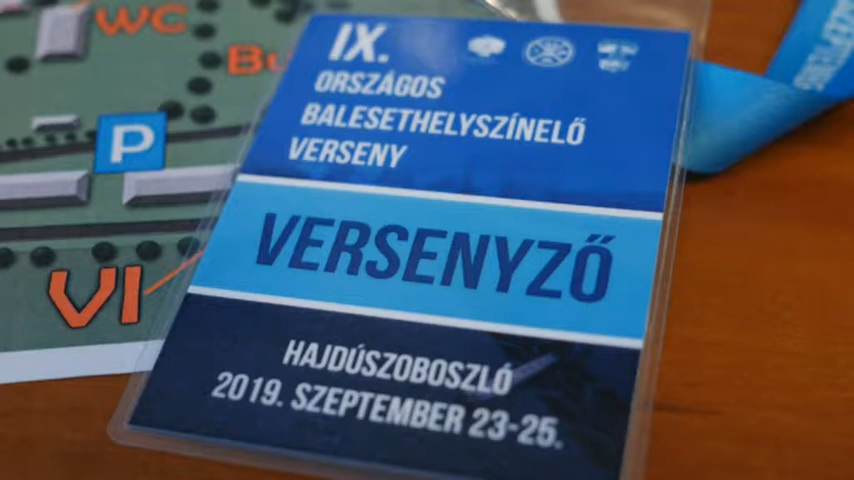 WC
P
VI
IX.
ORSZÁGOS
BALESETHELYSZÍNELŐ
VERSENY
VERSENYZŐ
HAJDÚSZOBOSZLÓ
2019. SZEPTEMBER 23-25.